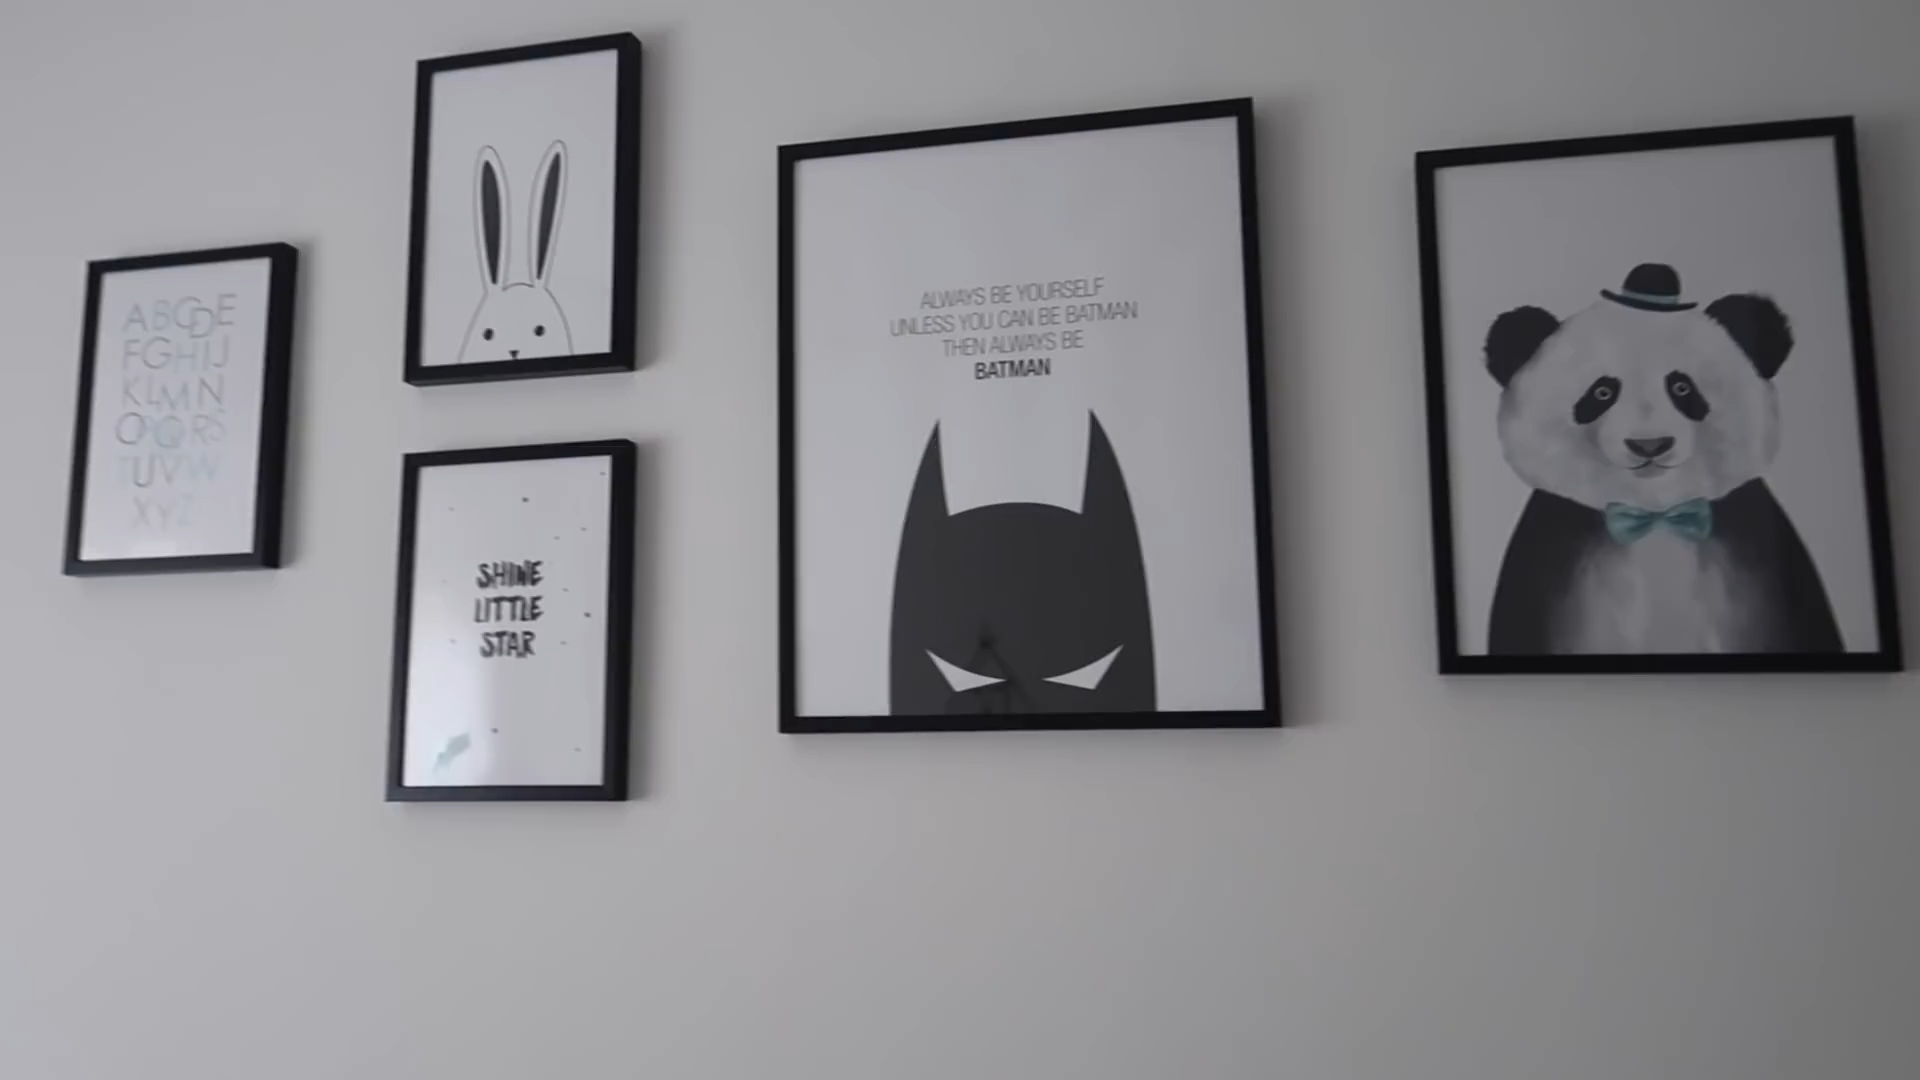 ABCDE
FGHIJ
KLMN
OPQRS
TUVW
XYZ
SHINE
LITTLE
STAR
ALWAYS BE YOURSELF
UNLESS YOU CAN BE BATMAN
THEN ALWAYS BE
BATMAN